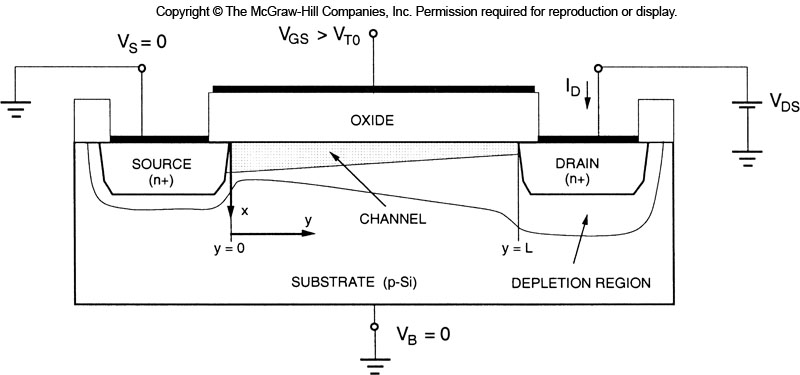 Copyright © The McGraw-Hill Companies, Inc. Permission required for reproduction or display.
V_S = 0
V_GS > V_T0
I_D
V_DS
OXIDE
SOURCE
(n+)
DRAIN
(n+)
CHANNEL
x
y
y = 0
y = L
DEPLETION REGION
SUBSTRATE (p-Si)
V_B = 0